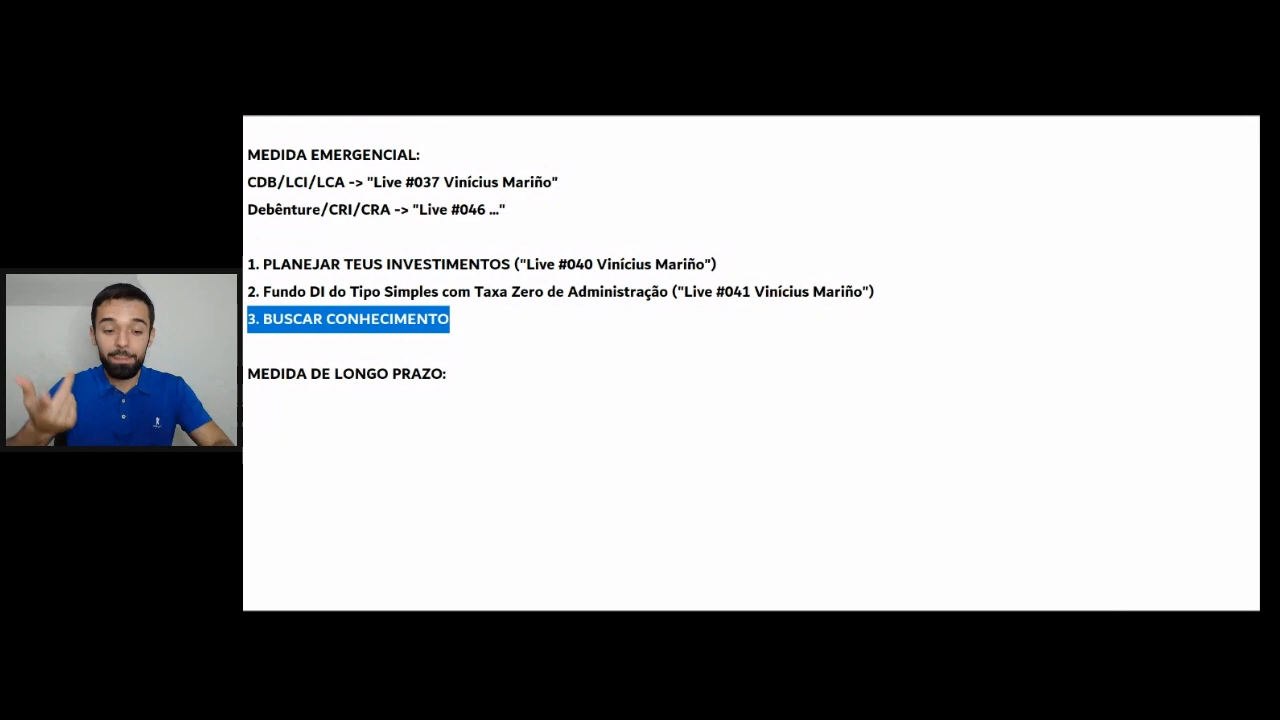 MEDIDA EMERGENCIAL:
CDB/LCI/LCA -> "Live #037 Vinícius Mariño"
Debênture/CRI/CRA -> "Live #046 ..."
1. PLANEJAR TEUS INVESTIMENTOS ("Live #040 Vinícius Mariño")
2. Fundo DI do Tipo Simples com Taxa Zero de Administração ("Live #041 Vinícius Mariño")
3. BUSCAR CONHECIMENTO
MEDIDA DE LONGO PRAZO: